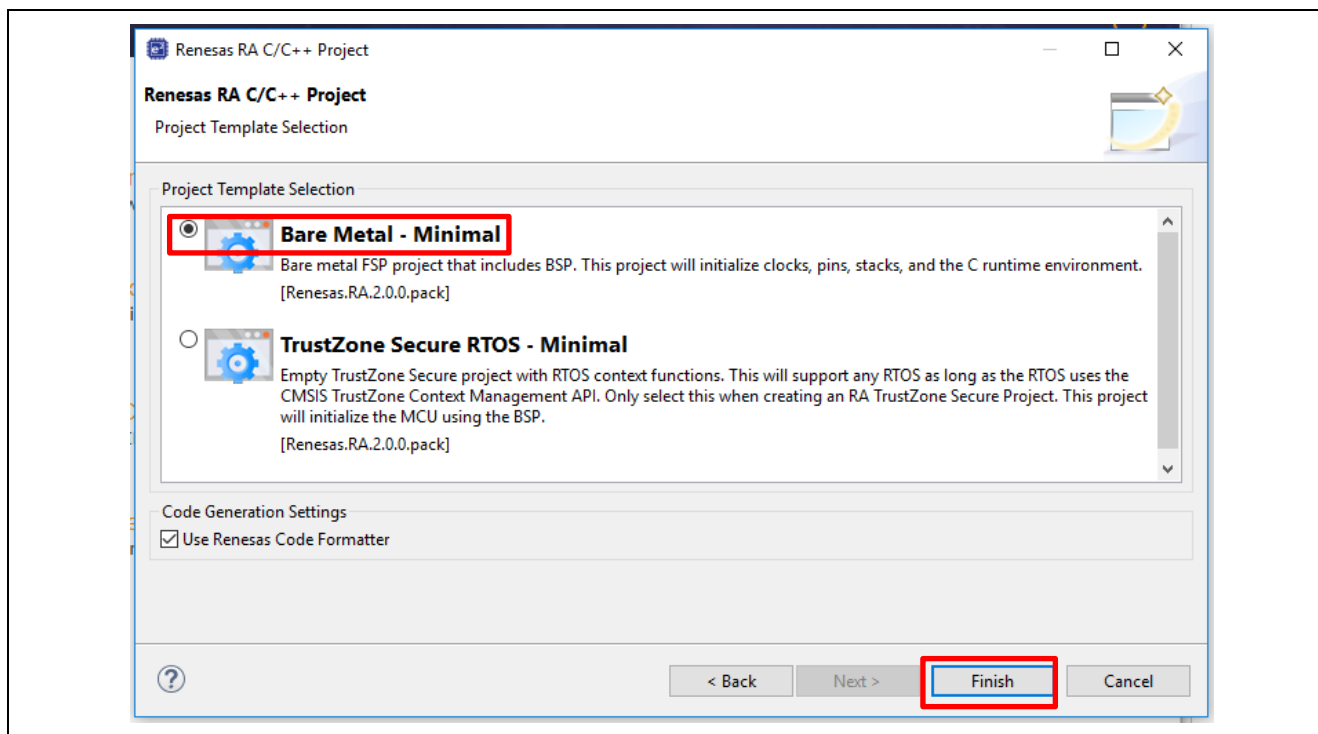 Renesas RA C/C++ Project
Renesas RA C/C++ Project
Project Template Selection
Project Template Selection
Bare Metal - Minimal
Bare metal FSP project that includes BSP. This project will initialize clocks, pins, stacks, and the C runtime environment.
[Renesas.RA.2.0.0.pack]
TrustZone Secure RTOS - Minimal
Empty TrustZone Secure project with RTOS context functions. This will support any RTOS as long as the RTOS uses the
CMSIS TrustZone Context Management API. Only select this when creating an RA TrustZone Secure Project. This project
will initialize the MCU using the BSP.
[Renesas.RA.2.0.0.pack]
Code Generation Settings
Use Renesas Code Formatter
?
< Back
Next >
Finish
Cancel